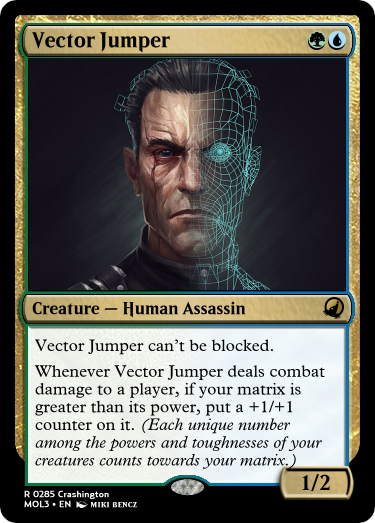 Vector Jumper
Creature — Human Assassin
Vector Jumper can't be blocked.
Whenever Vector Jumper deals combat
damage to a player, if your matrix is
greater than its power, put a +1/+1
counter on it. (Each unique number
among the powers and toughnesses of your
creatures counts towards your matrix.)
1/2
R 0285 Crashington
MOL3 • EN MIKI BENCZ